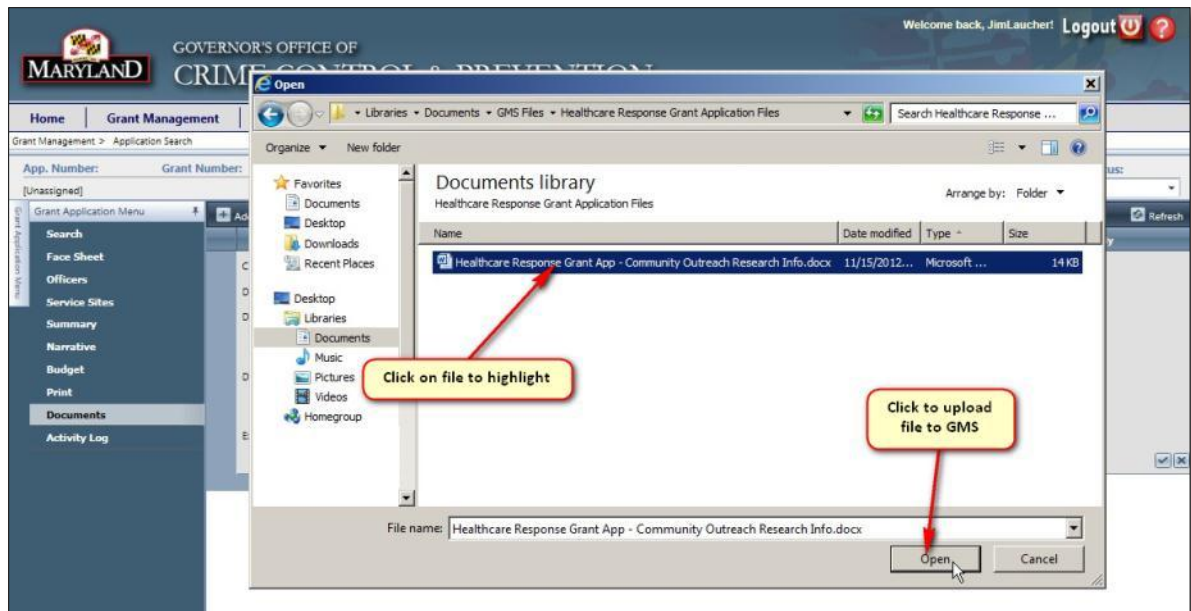 Welcome back, JimLaucher! Logout
MARYLAND
GOVERNOR'S OFFICE OF
CRIME CONTROL & PREVENTION
Home
Grant Management
Grant Management > Application Search
App. Number:
Grant Number:
[Unassigned]
Grant Application Menu
Grant Application Menu
Search
Face Sheet
Officers
Service Sites
Summary
Narrative
Budget
Print
Documents
Activity Log
Refresh
Open
Libraries
Documents
GMS Files
Healthcare Response Grant Application Files
Search Healthcare Response ...
Organize
New folder
Favorites
Documents
Desktop
Downloads
Recent Places
Desktop
Libraries
Documents
Music
Pictures
Videos
Homegroup
Documents library
Healthcare Response Grant Application Files
Arrange by: Folder
Name
Date modified
Type
Size
Healthcare Response Grant App - Community Outreach Research Info.docx 11/15/2012... Microsoft ... 14 KB
Click on file to highlight
Click to upload
file to GMS
File name: Healthcare Response Grant App - Community Outreach Research Info.docx
Open
Cancel